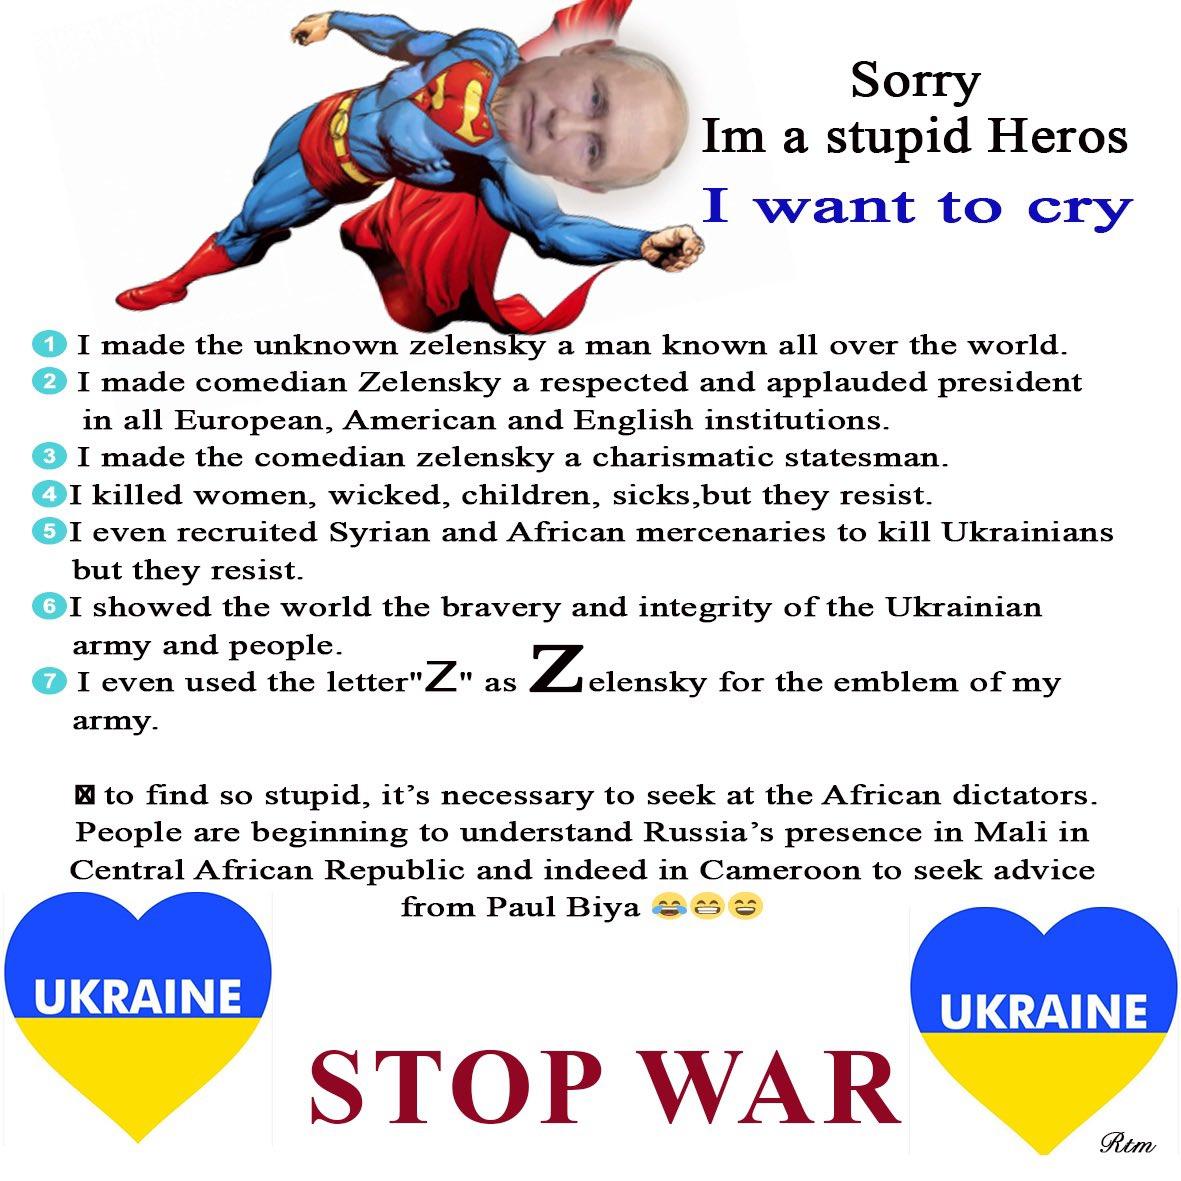 Sorry
Im a stupid Heros
I want to cry
1 I made the unknown zelensky a man known all over the world.
2 I made comedian Zelensky a respected and applauded president
in all European, American and English institutions.
3 I made the comedian zelensky a charismatic statesman.
4 I killed women, wicked, children, sicks,but they resist.
5 I even recruited Syrian and African mercenaries to kill Ukrainians
but they resist.
6 I showed the world the bravery and integrity of the Ukrainian
army and people.
7 I even used the letter"Z" as Zelensky for the emblem of my
army.
to find so stupid, it’s necessary to seek at the African dictators.
People are beginning to understand Russia’s presence in Mali in
Central African Republic and indeed in Cameroon to seek advice
from Paul Biya 😂😁😄
UKRAINE
UKRAINE
STOP WAR
Rtm